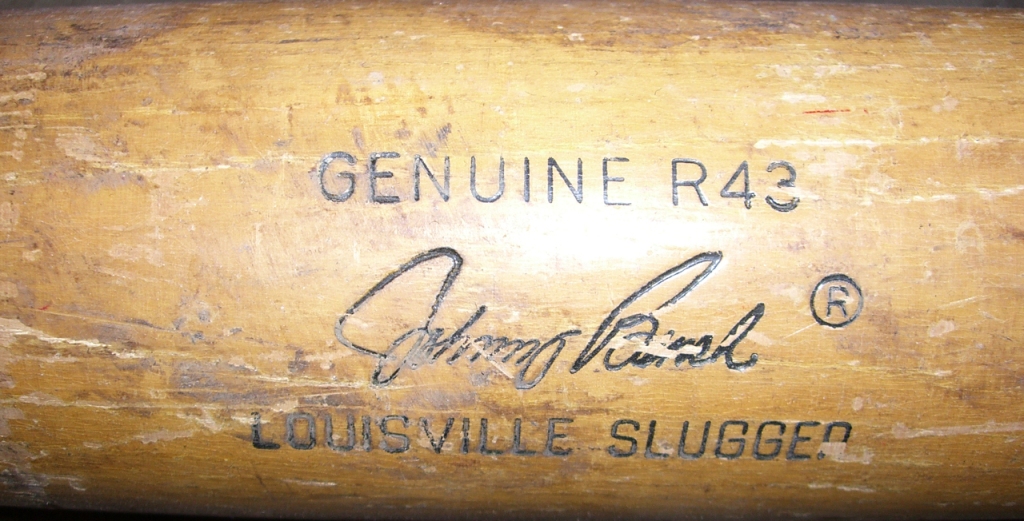 GENUINE R43
Johnny Bench ®
LOUISVILLE SLUGGER